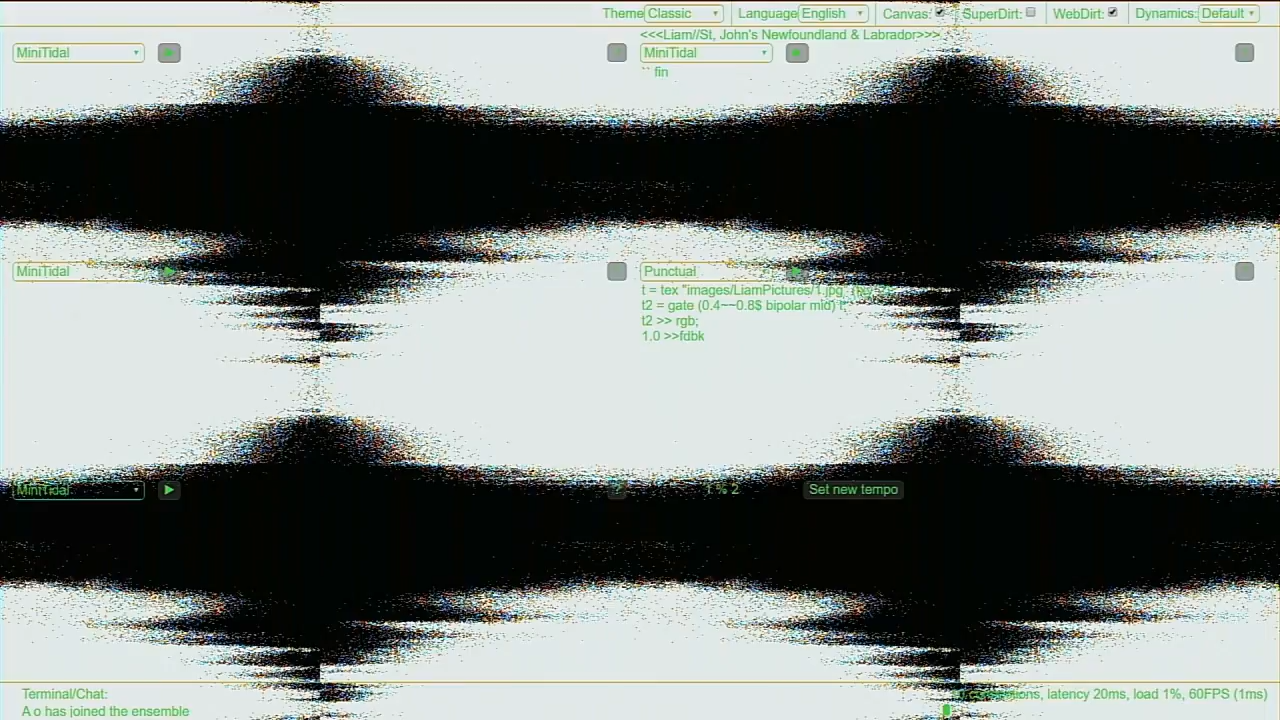 Theme Classic Language English Canvas: SuperDirt: WebDirt: Dynamics: Default
<<<Liam//St, John's Newfoundland & Labrador>>>
MiniTidal
MiniTidal
`` fin
MiniTidal
Punctual
t = tex "images/LiamPictures/1.jpg"
t2 = gate (0.4~~0.8$ bipolar mid) t;
t2 >> rgb;
1.0 >>fdbk
MiniTidal
1 % 2 Set new tempo
Terminal/Chat:
latency 20ms, load 1%, 60FPS (1ms)
A o has joined the ensemble